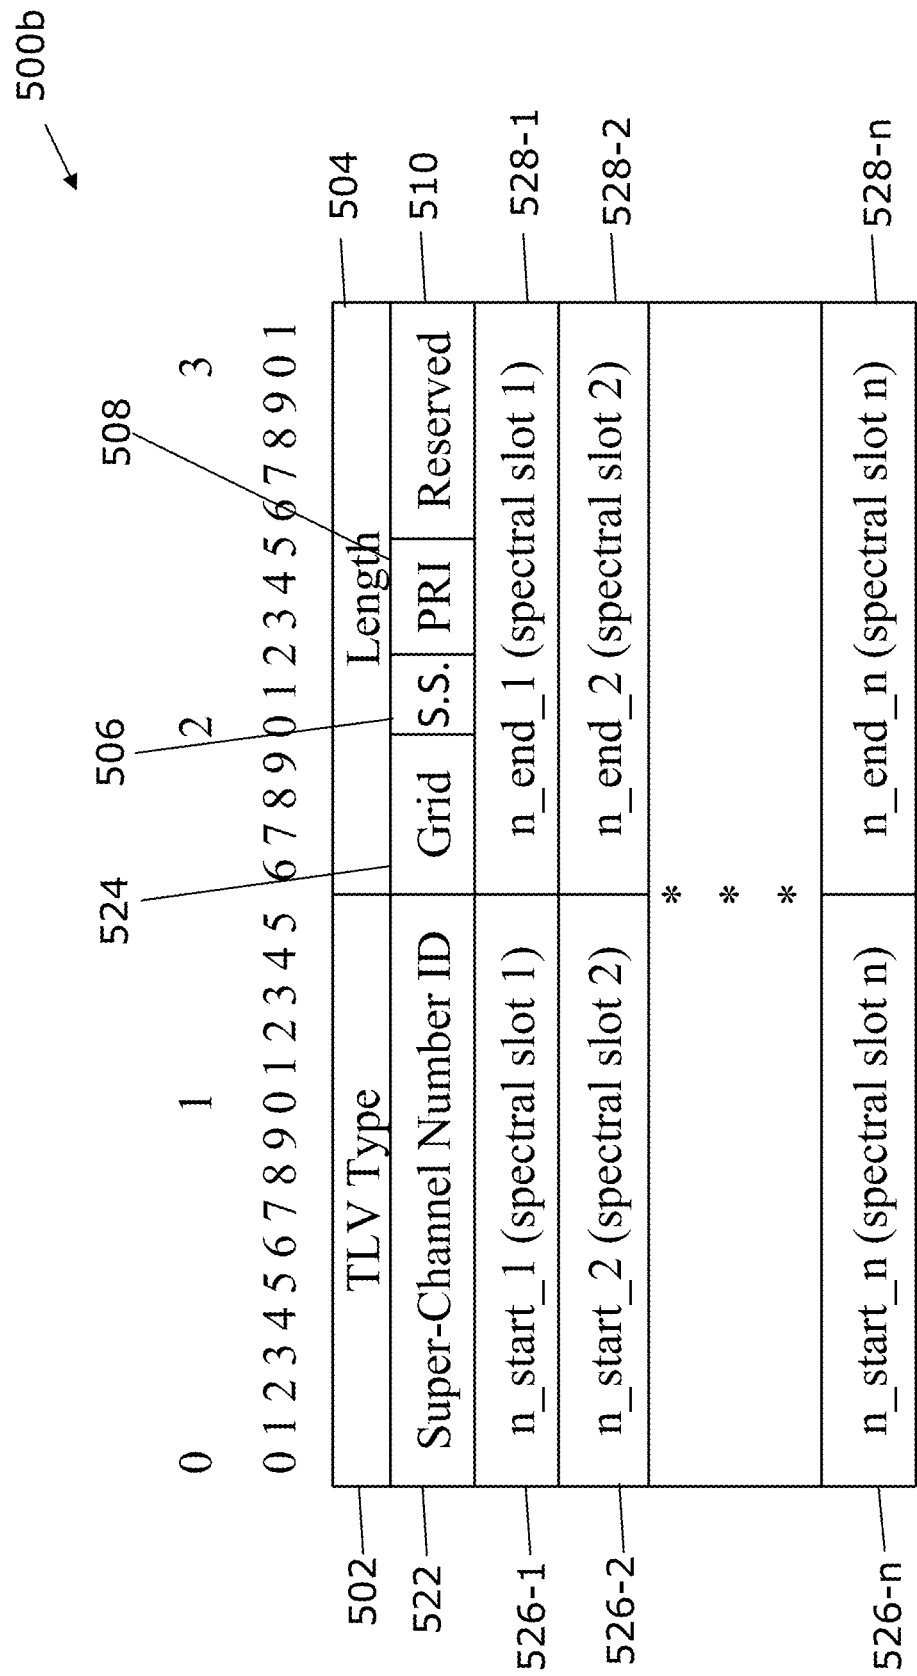 500b
0 1 2 3
0 1 2 3 4 5 6 7 8 9 0 1 2 3 4 5 6 7 8 9 0 1 2 3 4 5 6 7 8 9 0 1
524 506 508
502 TLV Type Length 504
522 Super-Channel Number ID Grid S.S. PRI Reserved 510
526-1 n_start_1 (spectral slot 1) n_end_1 (spectral slot 1) 528-1
526-2 n_start_2 (spectral slot 2) n_end_2 (spectral slot 2) 528-2
*
*
*
526-n n_start_n (spectral slot n) n_end_n (spectral slot n) 528-n